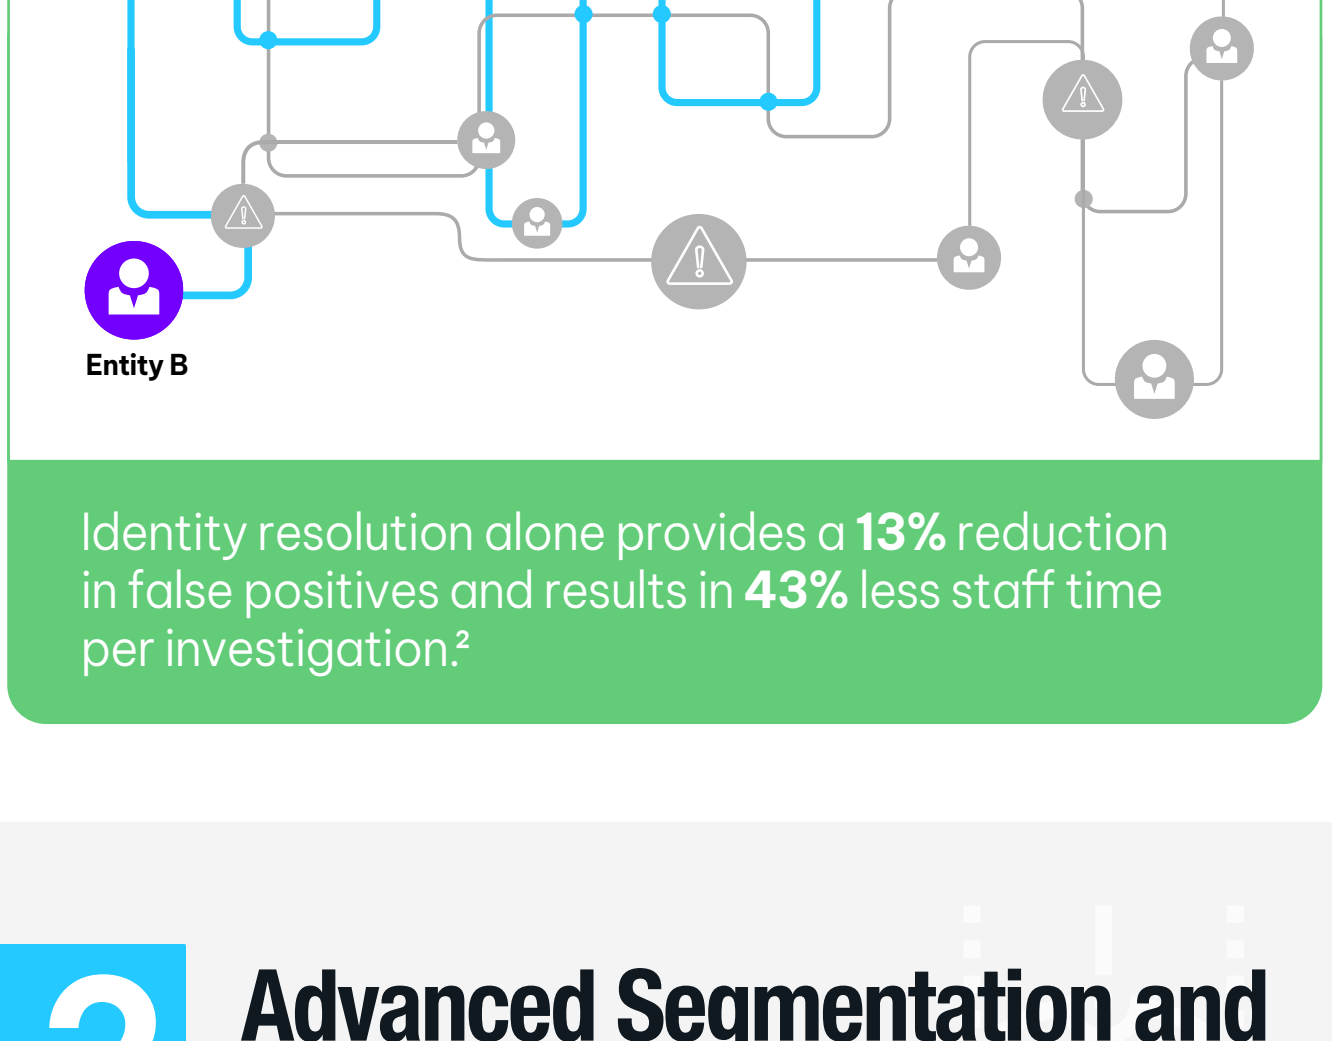 Entity B
Identity resolution alone provides a 13% reduction
in false positives and results in 43% less staff time
per investigation.²
Advanced Segmentation and